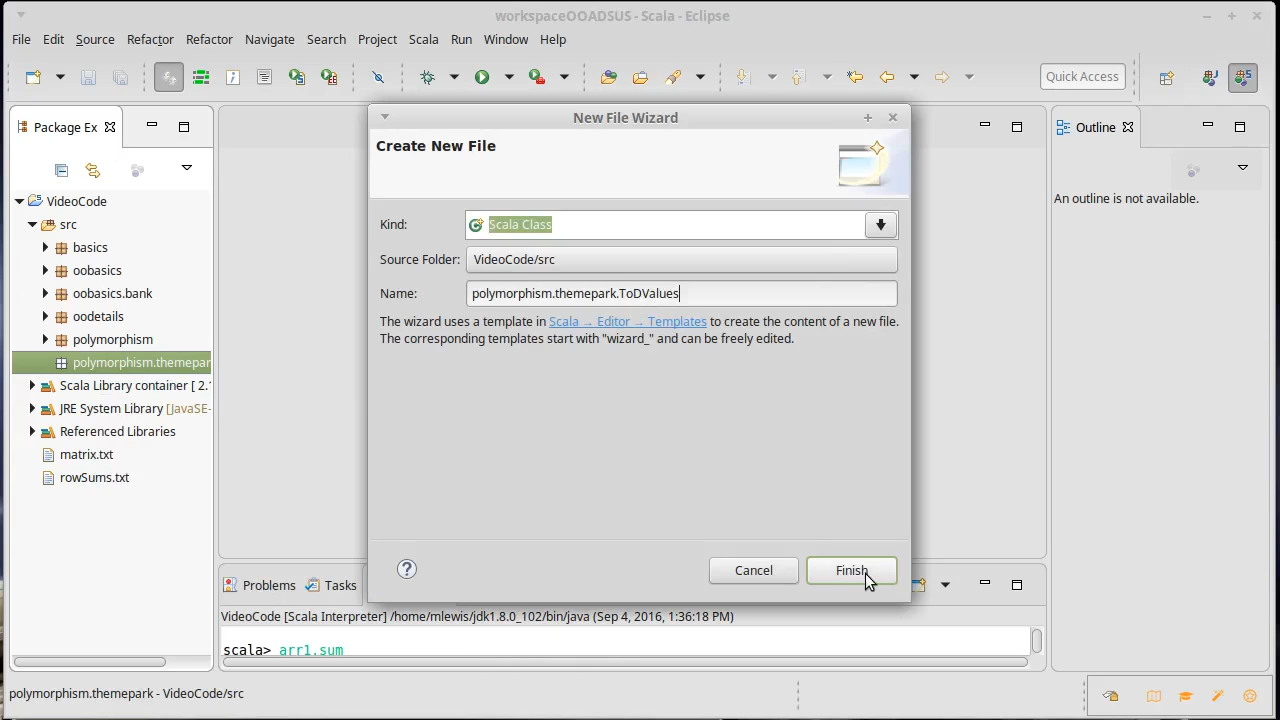 workspaceOOADSUS - Scala - Eclipse
File Edit Source Refactor Refactor Navigate Search Project Scala Run Window Help
Quick Access
Package Ex
VideoCode
src
basics
oobasics
oobasics.bank
oodetails
polymorphism
polymorphism.themepar
Scala Library container [ 2.
JRE System Library [JavaSE-
Referenced Libraries
matrix.txt
rowSums.txt
New File Wizard
Create New File
Kind: Scala Class
Source Folder: VideoCode/src
Name: polymorphism.themepark.ToDValues
The wizard uses a template in Scala → Editor → Templates to create the content of a new file.
The corresponding templates start with "wizard_" and can be freely edited.
Cancel Finish
Outline
An outline is not available.
Problems Tasks
VideoCode [Scala Interpreter] /home/mlewis/jdk1.8.0_102/bin/java (Sep 4, 2016, 1:36:18 PM)
scala> arr1.sum
polymorphism.themepark - VideoCode/src